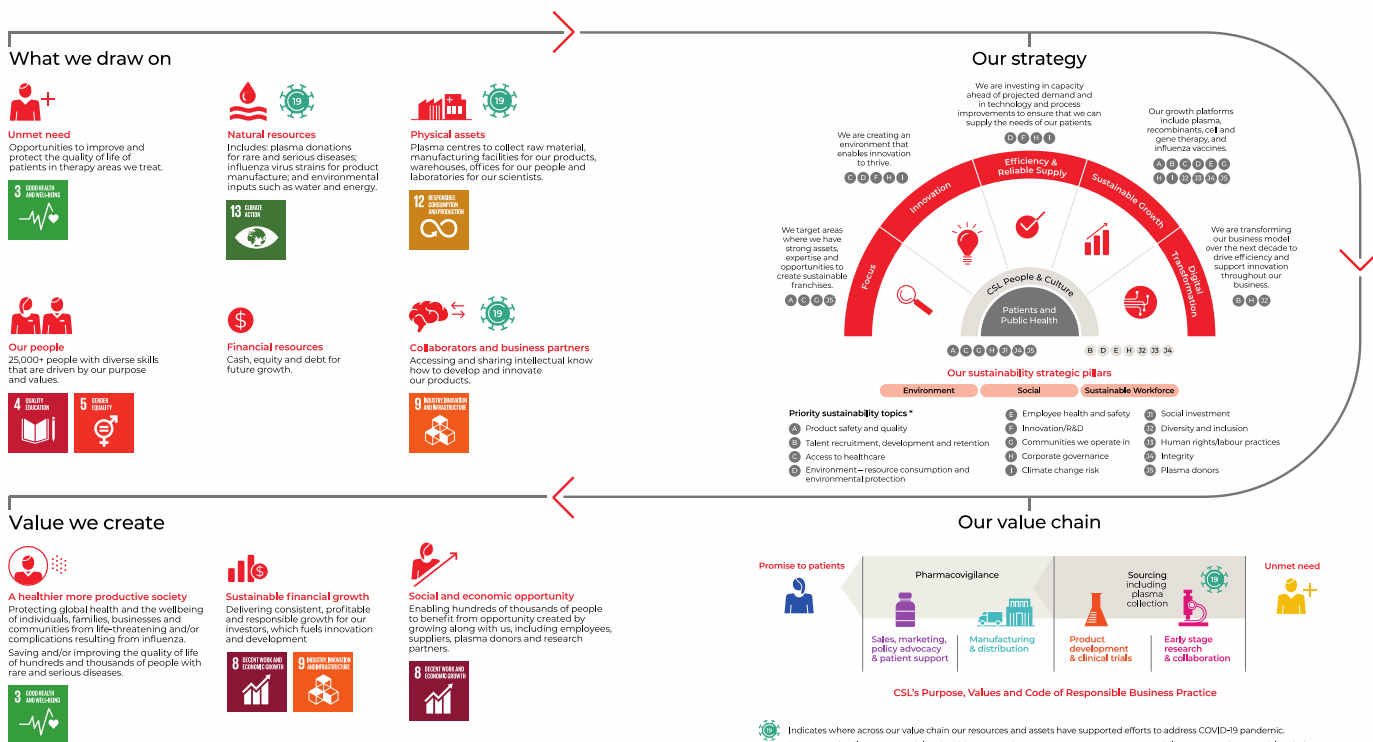 What we draw on
19
19
Unmet need
Opportunities to improve and
protect the quality of life of
patients in therapy areas we treat.
3 GOOD HEALTH
AND WELL-BEING
Natural resources
Includes: plasma donations
for rare and serious diseases;
influenza virus strains for product
manufacture; and environmental
inputs such as water and energy.
13 CLIMATE
ACTION
Physical assets
Plasma centres to collect raw material,
manufacturing facilities for our products,
warehouses, offices for our people and
laboratories for our scientists.
12 RESPONSIBLE
CONSUMPTION
AND PRODUCTION
Our people
25,000+ people with diverse skills
that are driven by our purpose
and values.
4 QUALITY
EDUCATION
5 GENDER
EQUALITY
$
Financial resources
Cash, equity and debt for
future growth.
19
Collaborators and business partners
Accessing and sharing intellectual know
how to develop and innovate
our products.
9 INDUSTRY, INNOVATION
AND INFRASTRUCTURE
Our strategy
We target areas
where we have
strong assets,
expertise and
opportunities to
create sustainable
franchises.
A C G J5
We are creating an
environment that
enables innovation
to thrive.
C D F H I
We are investing in capacity
ahead of projected demand and
in technology and process
improvements to ensure that we can
supply the needs of our patients.
D F H I
Our growth platforms
include plasma,
recombinants, cell and
gene therapy, and
influenza vaccines.
A B C D E G
H I J2 J3 J4 J5
We are transforming
our business model
over the next decade to
drive efficiency and
support innovation
throughout our
business.
B H J2
Focus
Innovation
Efficiency &
Reliable Supply
Sustainable Growth
Digital
Transformation
CSL People & Culture
Patients and
Public Health
A C G H J1 J4 J5
B D E H J2 J3 J4
Our sustainability strategic pillars
Environment
Social
Sustainable Workforce
Priority sustainability topics *
A Product safety and quality
B Talent recruitment, development and retention
C Access to healthcare
D Environment – resource consumption and
environmental protection
E Employee health and safety
F Innovation/R&D
G Communities we operate in
H Corporate governance
I Climate change risk
J1 Social investment
J2 Diversity and inclusion
J3 Human rights/labour practices
J4 Integrity
J5 Plasma donors
Value we create
A healthier more productive society
Protecting global health and the wellbeing
of individuals, families, businesses and
communities from life-threatening and/or
complications resulting from influenza.
Saving and/or improving the quality of life
of hundreds and thousands of people with
rare and serious diseases.
3 GOOD HEALTH
AND WELL-BEING
$
Sustainable financial growth
Delivering consistent, profitable
and responsible growth for our
investors, which fuels innovation
and development
8 DECENT WORK AND
ECONOMIC GROWTH
9 INDUSTRY, INNOVATION
AND INFRASTRUCTURE
Social and economic opportunity
Enabling hundreds of thousands of people
to benefit from opportunity created by
growing along with us, including employees,
suppliers, plasma donors and research
partners.
8 DECENT WORK AND
ECONOMIC GROWTH
Our value chain
Promise to patients
Pharmacovigilance
Sourcing
including
plasma
collection
19
Unmet need
Sales, marketing,
policy advocacy
& patient support
Manufacturing
& distribution
Product
development
& clinical trials
Early stage
research
& collaboration
CSL's Purpose, Values and Code of Responsible Business Practice
19 Indicates where across our value chain our resources and assets have supported efforts to address COVID-19 pandemic.